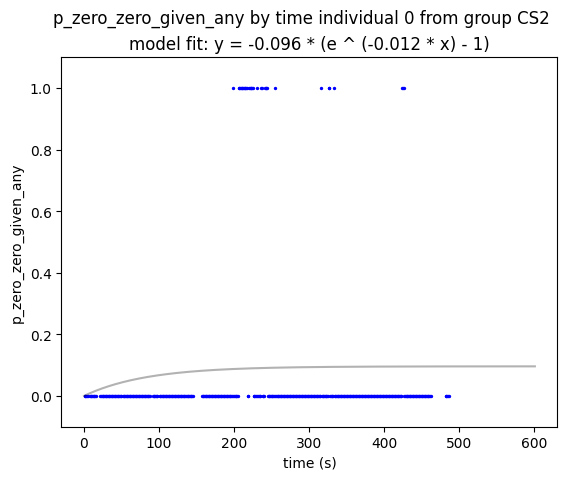 p_zero_zero_given_any by time individual 0 from group CS2
model fit: y = -0.096 * (e ^ (-0.012 * x) - 1)
p_zero_zero_given_any
1.0
0.8
0.6
0.4
0.2
0.0
0 100 200 300 400 500 600
time (s)